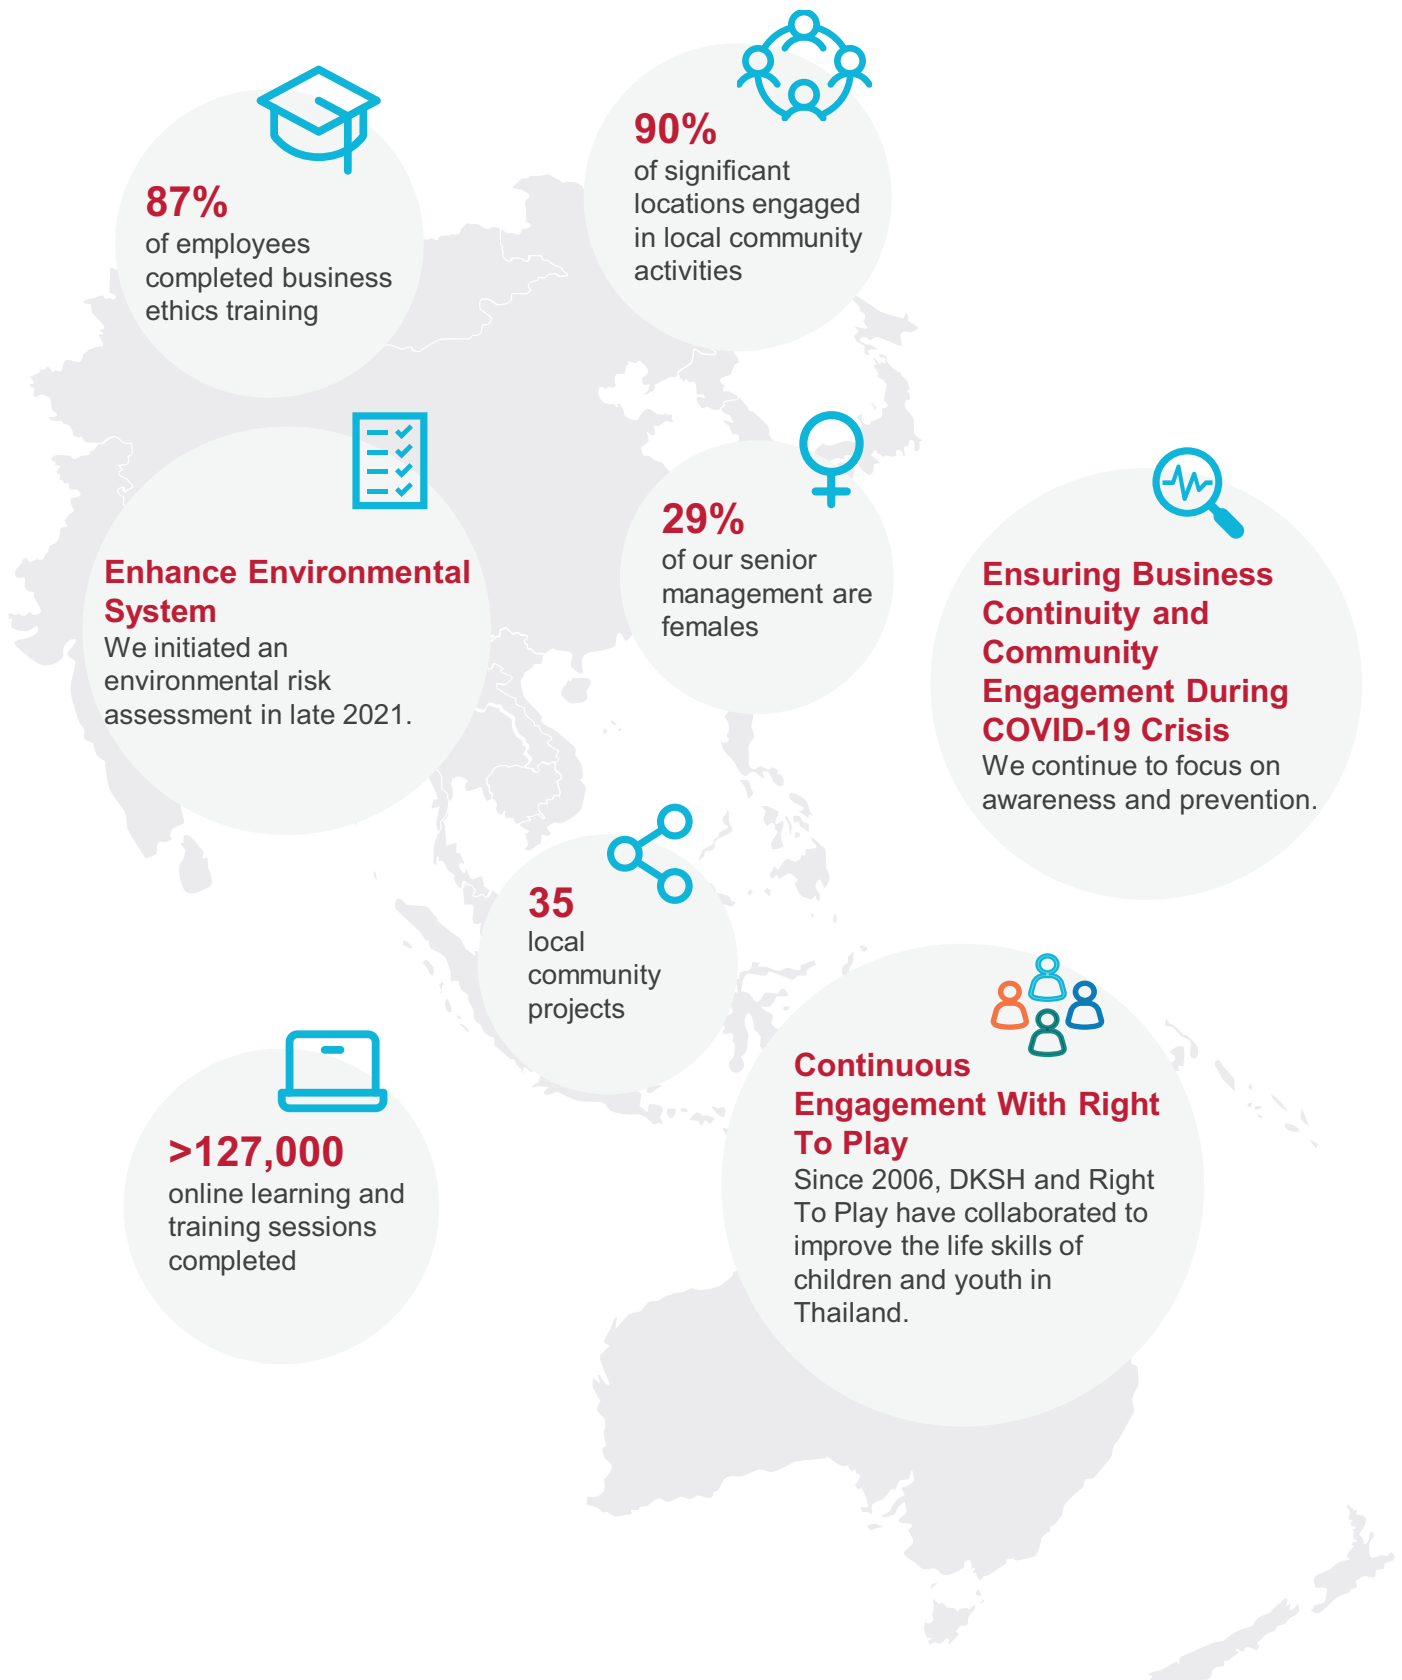 87%
of employees
completed business
ethics training
90%
of significant
locations engaged
in local community
activities
Enhance Environmental
System
We initiated an
environmental risk
assessment in late 2021.
29%
of our senior
management are
females
Ensuring Business
Continuity and
Community
Engagement During
COVID-19 Crisis
We continue to focus on
awareness and prevention.
35
local
community
projects
>127,000
online learning and
training sessions
completed
Continuous
Engagement With Right
To Play
Since 2006, DKSH and Right
To Play have collaborated to
improve the life skills of
children and youth in
Thailand.